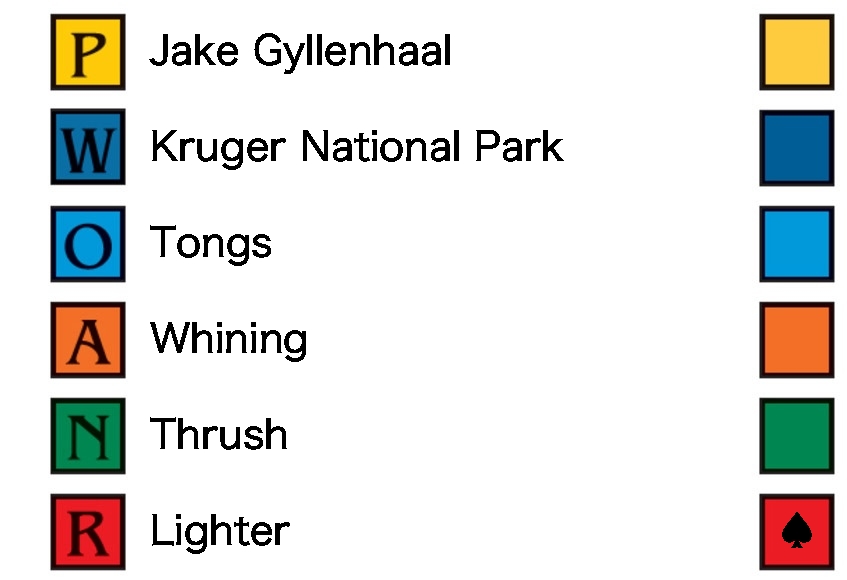 P Jake Gyllenhaal
W Kruger National Park
O Tongs
A Whining
N Thrush
R Lighter ♠